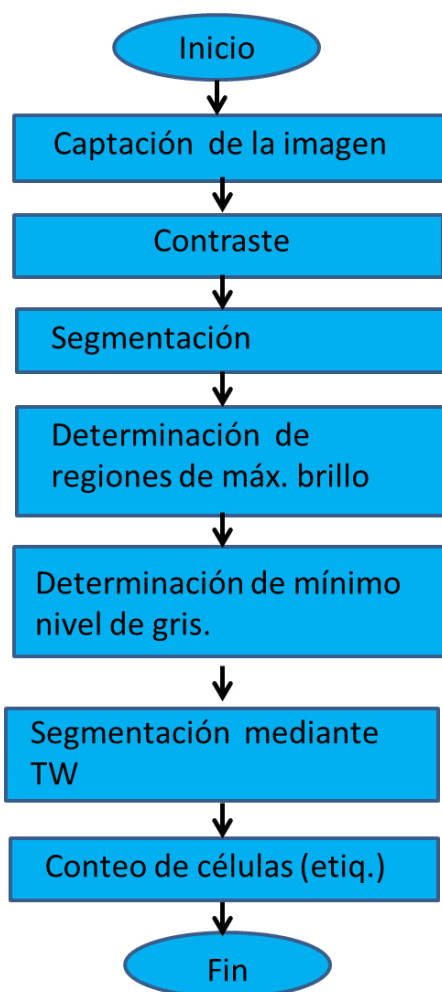 Inicio
Captación de la imagen
Contraste
Segmentación
Determinación de
regiones de máx. brillo
Determinación de mínimo
nivel de gris.
Segmentación mediante
TW
Conteo de células (etiq.)
Fin